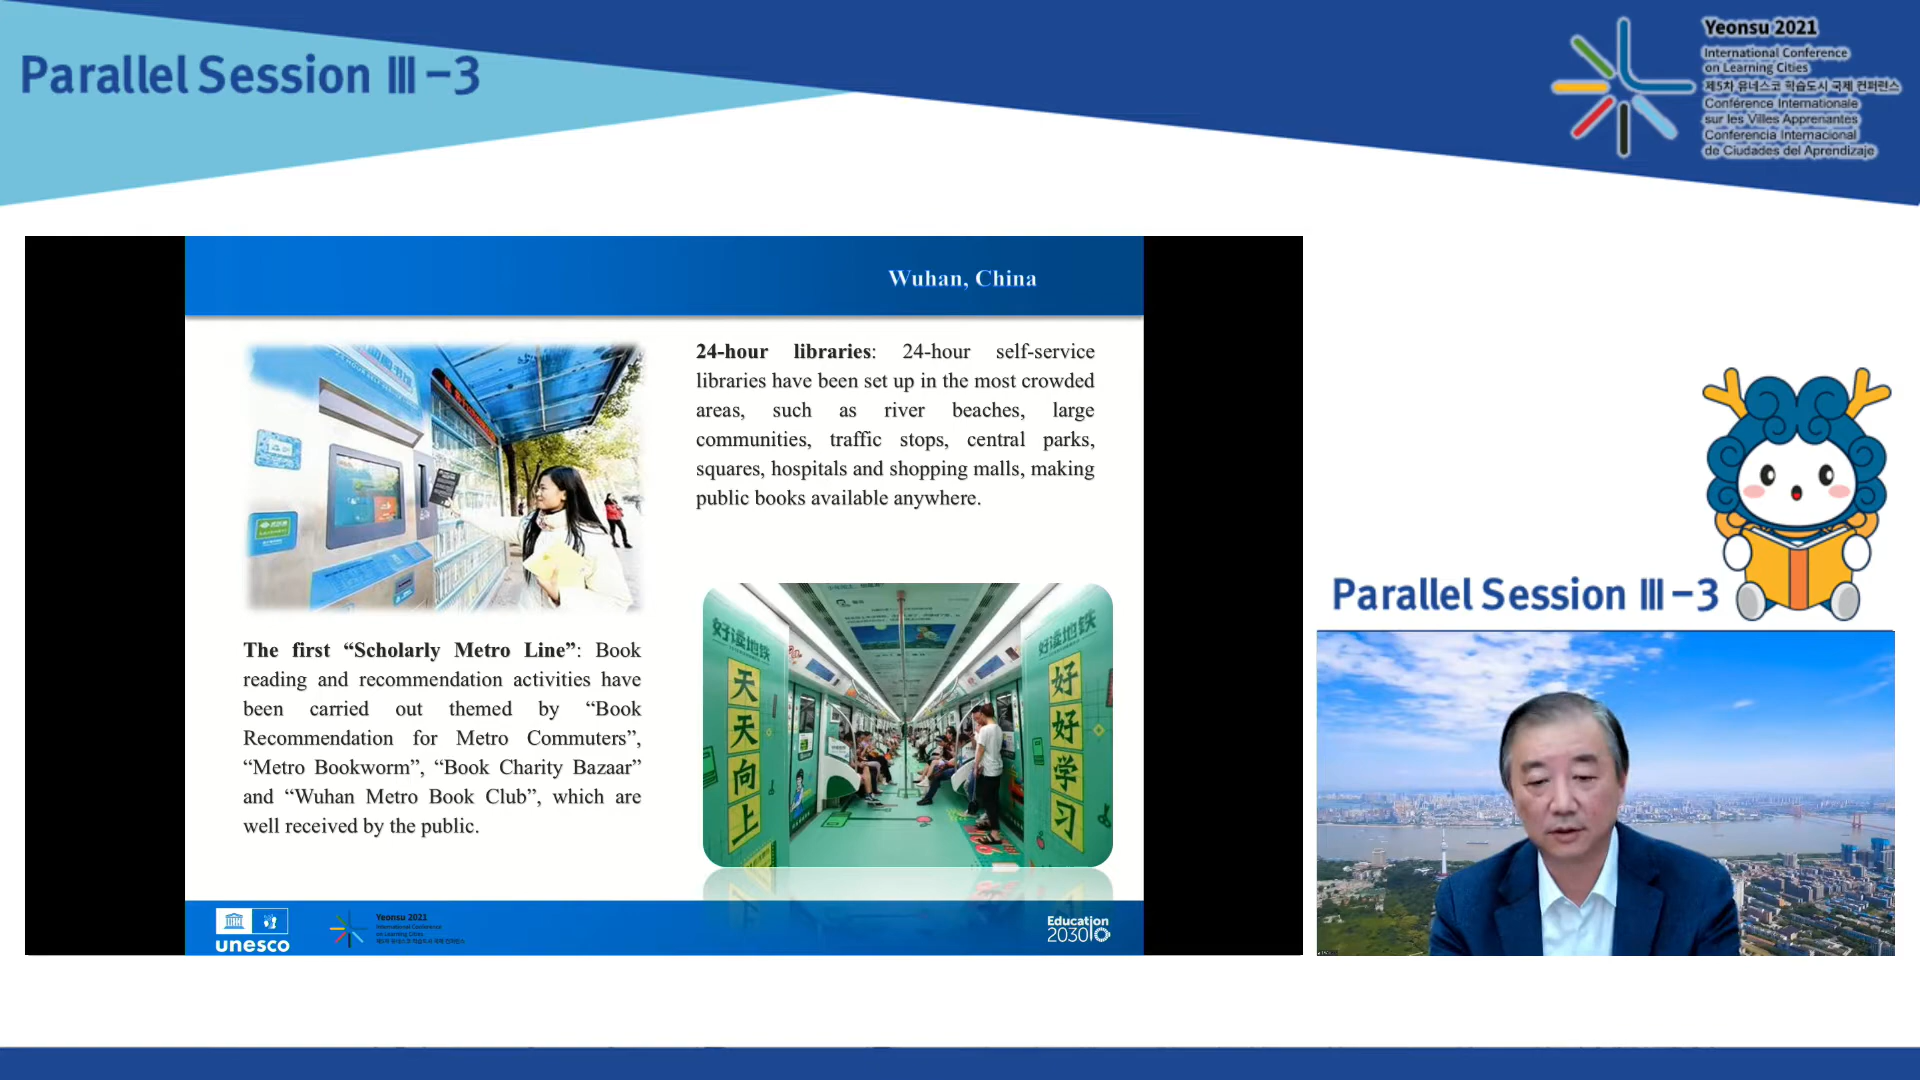 Parallel Session Ⅲ-3
Yeonsu 2021
International Conference
on Learning Cities
제5차 유네스코 학습도시 국제 컨퍼런스
Conférence Internationale
sur les Villes Apprenantes
Conferencia Internacional
de Ciudades del Aprendizaje
Wuhan, China
24-hour libraries: 24-hour self-service
libraries have been set up in the most crowded
areas, such as river beaches, large
communities, traffic stops, central parks,
squares, hospitals and shopping malls, making
public books available anywhere.
The first “Scholarly Metro Line”: Book
reading and recommendation activities have
been carried out themed by “Book
Recommendation for Metro Commuters”,
“Metro Bookworm”, “Book Charity Bazaar”
and “Wuhan Metro Book Club”, which are
well received by the public.
好读地铁
天天向上
好读地铁
好好学习
unesco
Yeonsu 2021
International Conference
on Learning Cities
제5차 유네스코 학습도시 국제 컨퍼런스
Education
2030
Parallel Session Ⅲ-3